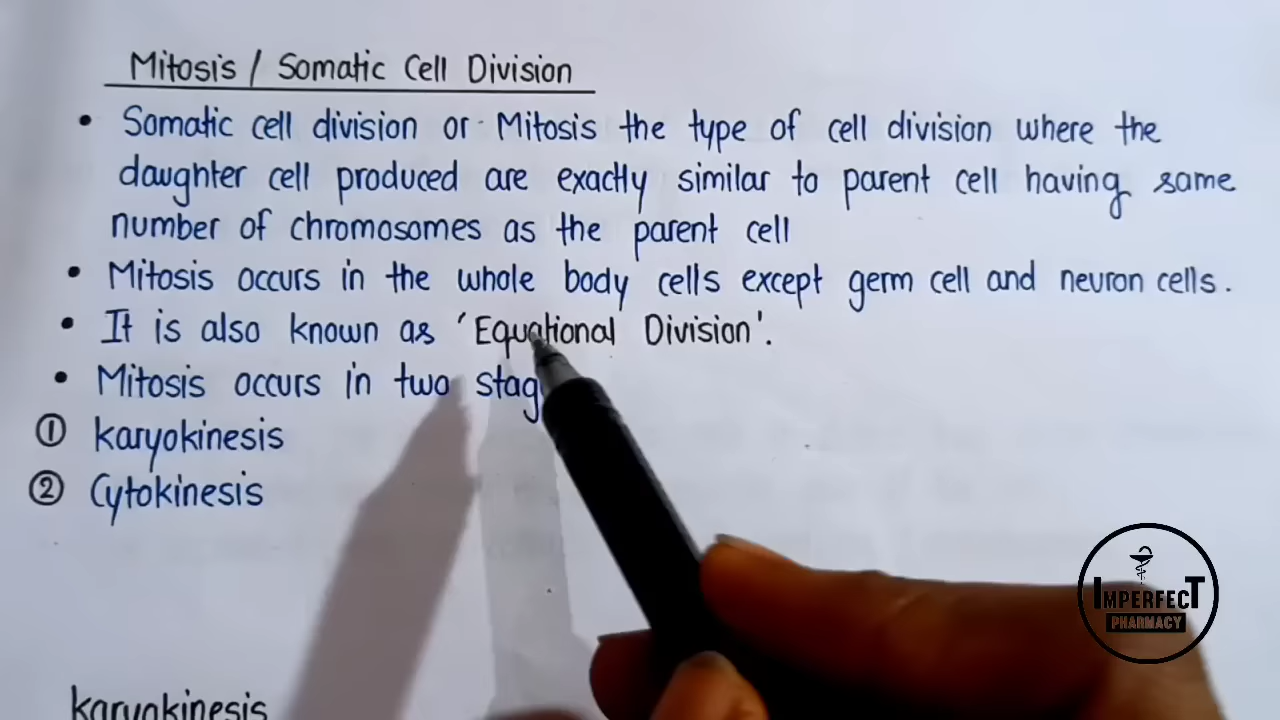 Mitosis / Somatic Cell Division
• Somatic cell division or Mitosis the type of cell division where the
daughter cell produced are exactly similar to parent cell having same
number of chromosomes as the parent cell
• Mitosis occurs in the whole body cells except germ cell and neuron cells.
• It is also known as 'Equational Division'.
• Mitosis occurs in two
① karyokinesis
② Cytokinesis
karyokinesis
IMPERFECT
PHARMACY